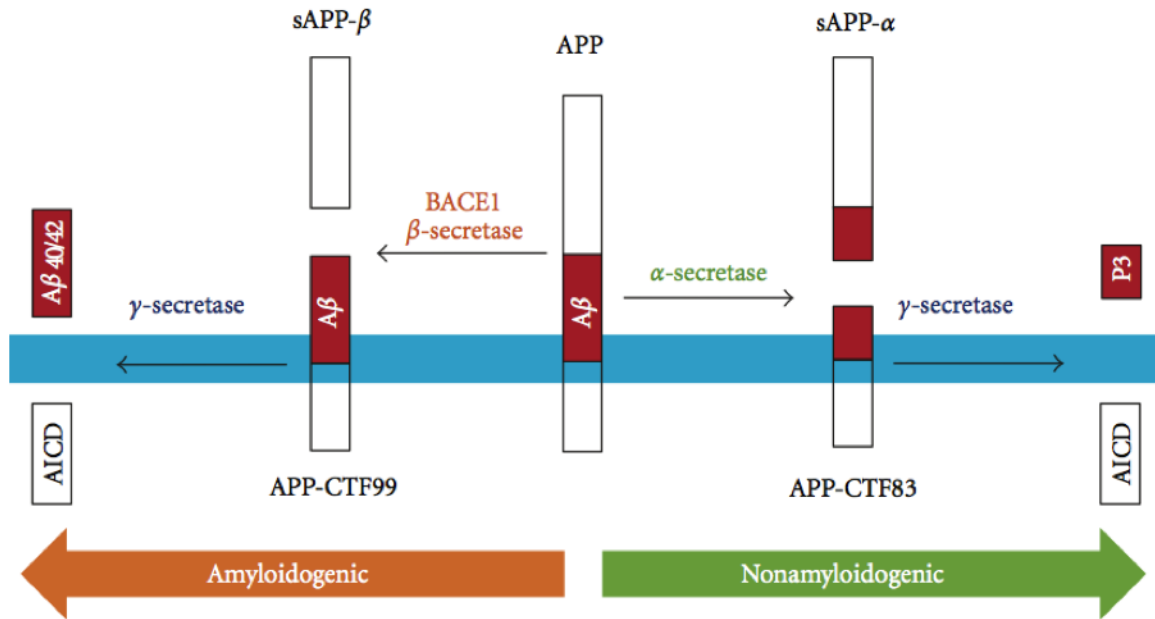 sAPP-β
APP
sAPP-α
BACE1
β-secretase
α-secretase
Aβ 40/42
γ-secretase
Aβ
Aβ
γ-secretase
P3
AICD
APP-CTF99
APP-CTF83
AICD
Amyloidogenic
Nonamyloidogenic